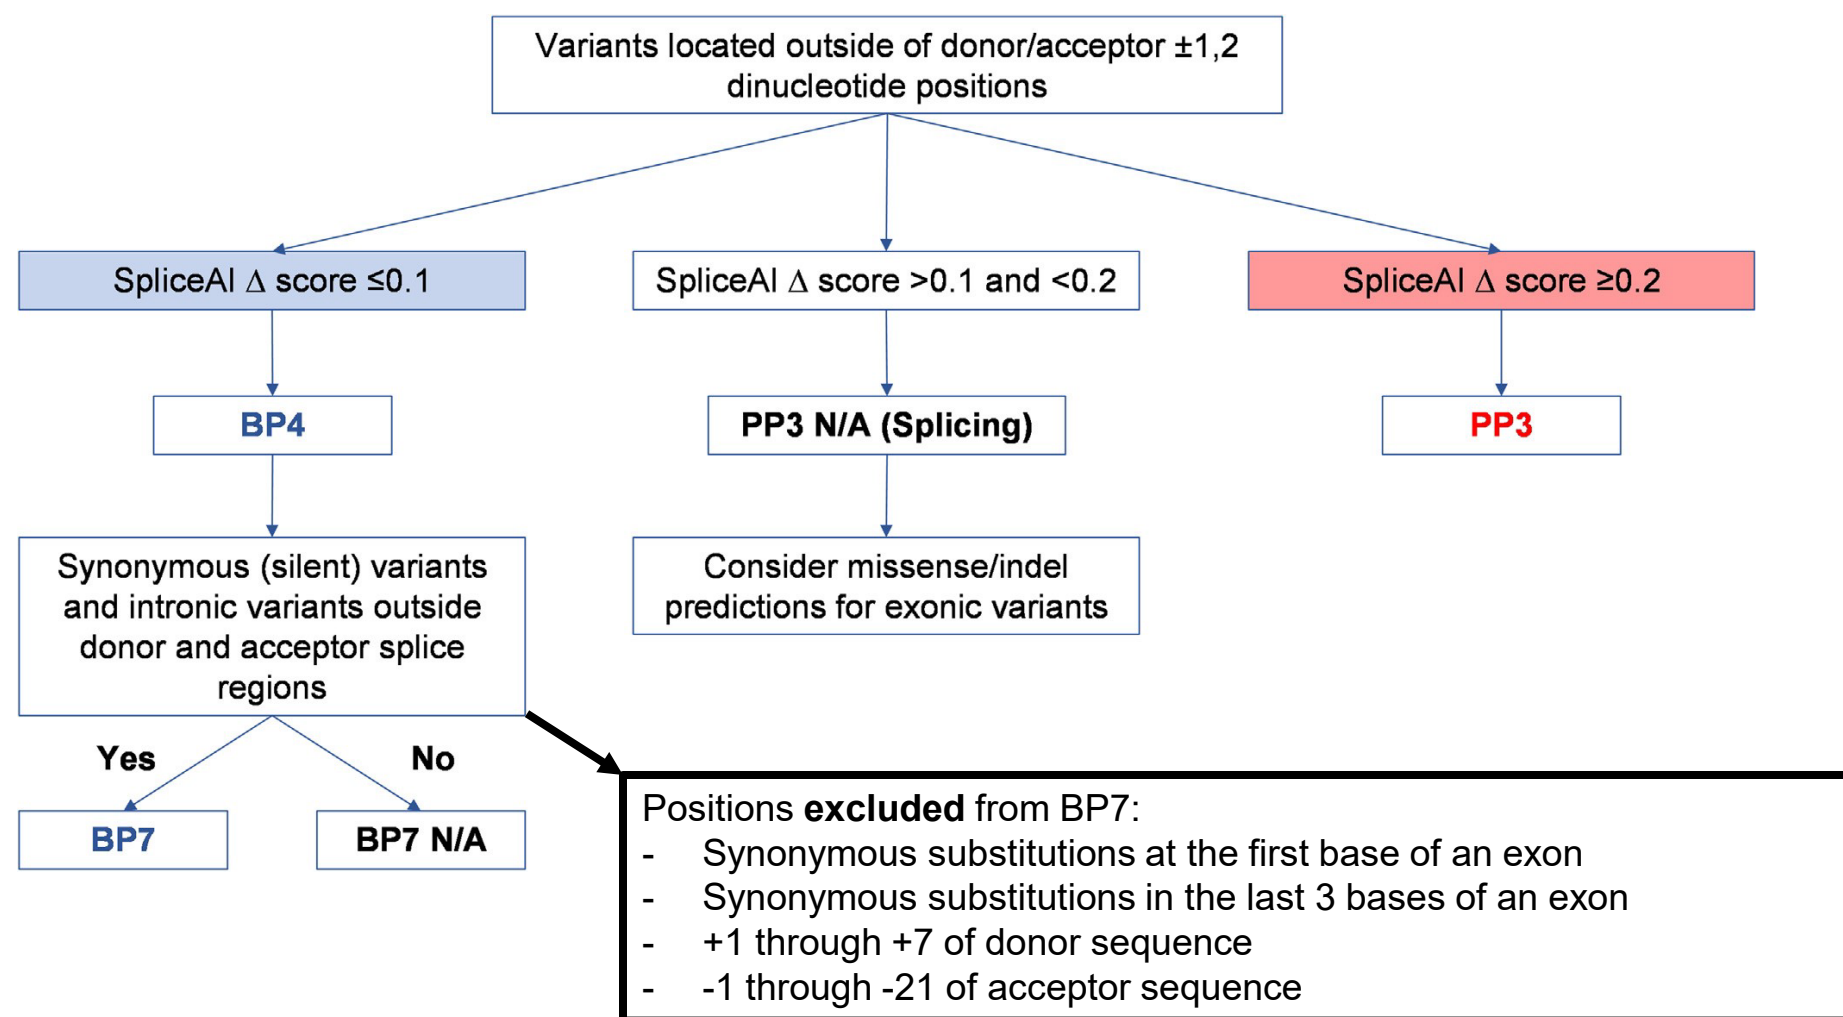 Variants located outside of donor/acceptor ±1,2
dinucleotide positions
SpliceAI Δ score ≤0.1
SpliceAI Δ score >0.1 and <0.2
SpliceAI Δ score ≥0.2
BP4
PP3 N/A (Splicing)
PP3
Synonymous (silent) variants
and intronic variants outside
donor and acceptor splice
regions
Consider missense/indel
predictions for exonic variants
Yes
No
BP7
BP7 N/A
Positions excluded from BP7:
- Synonymous substitutions at the first base of an exon
- Synonymous substitutions in the last 3 bases of an exon
- +1 through +7 of donor sequence
- -1 through -21 of acceptor sequence